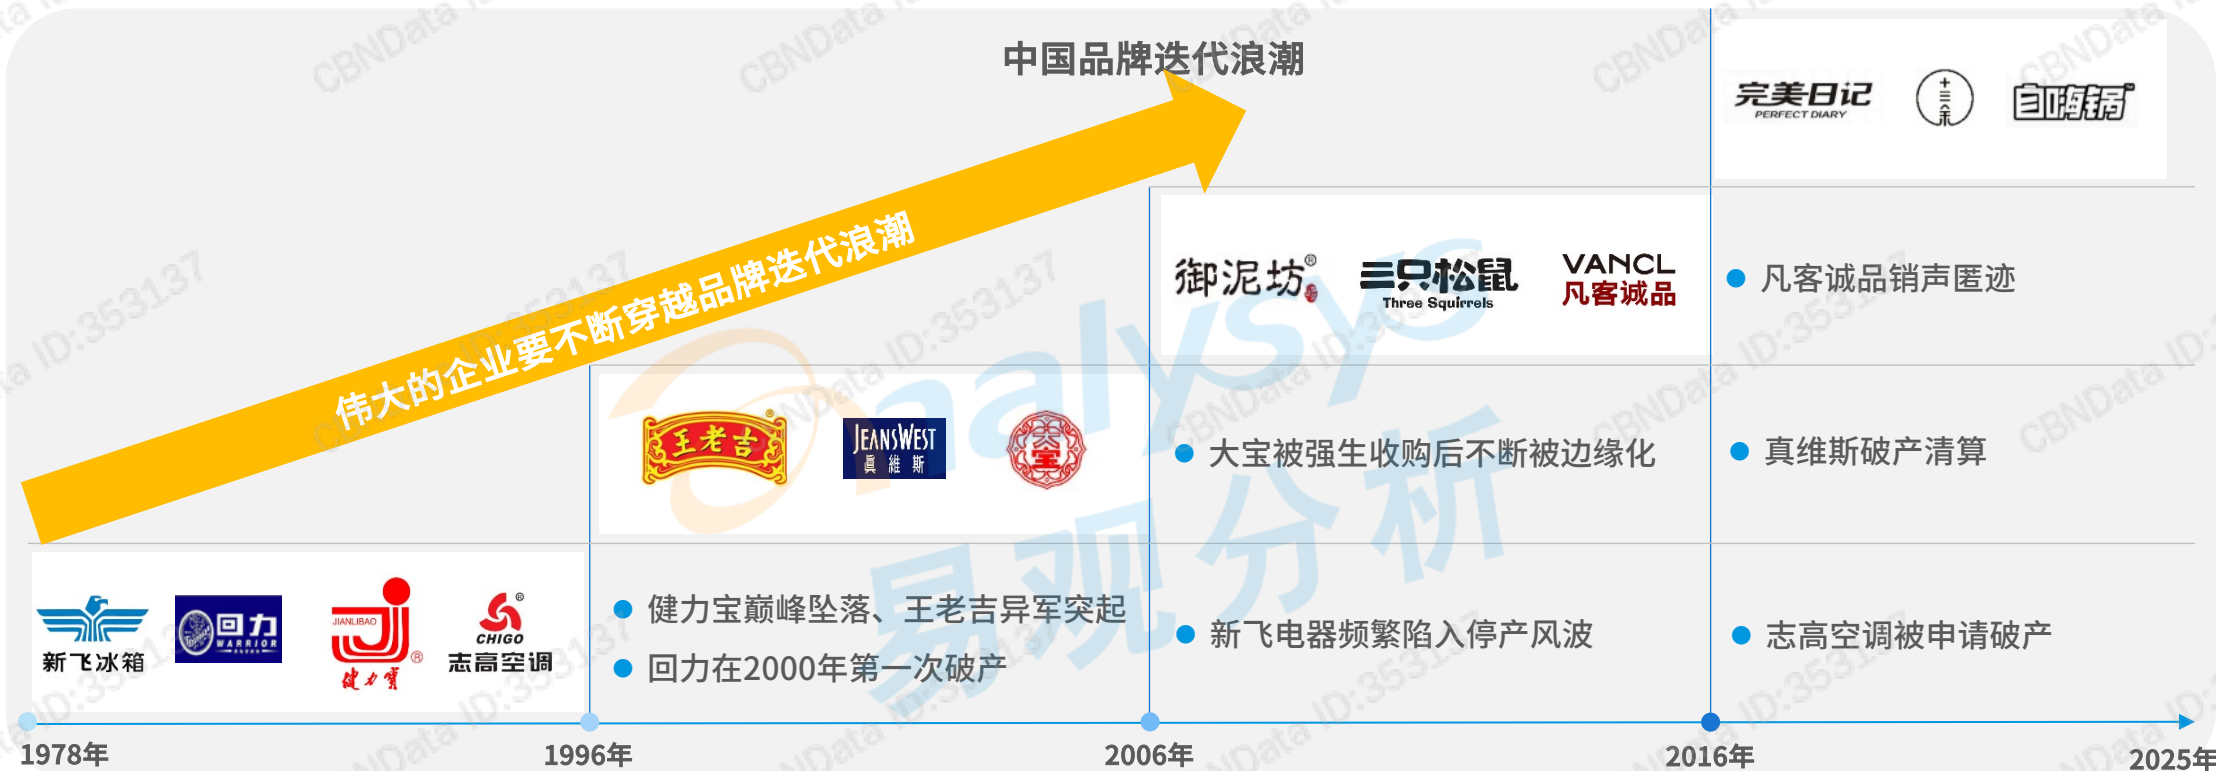 中国品牌迭代浪潮
伟大的企业要不断穿越品牌迭代浪潮
完美日记
PERFECT DIARY
十三余
自嗨锅
御泥坊®
三只松鼠
Three Squirrels
VANCL
凡客诚品
凡客诚品销声匿迹
王老吉®
JEANSWEST
真維斯
大宝
大宝被强生收购后不断被边缘化
真维斯破产清算
新飞冰箱
回力
WARRIOR
JIANLIBAO
健力寶
®
CHIGO
志高空调
健力宝巅峰坠落、王老吉异军突起
回力在2000年第一次破产
新飞电器频繁陷入停产风波
志高空调被申请破产
1978年
1996年
2006年
2016年
2025年
analysys
易观分析
CBNData ID:353137